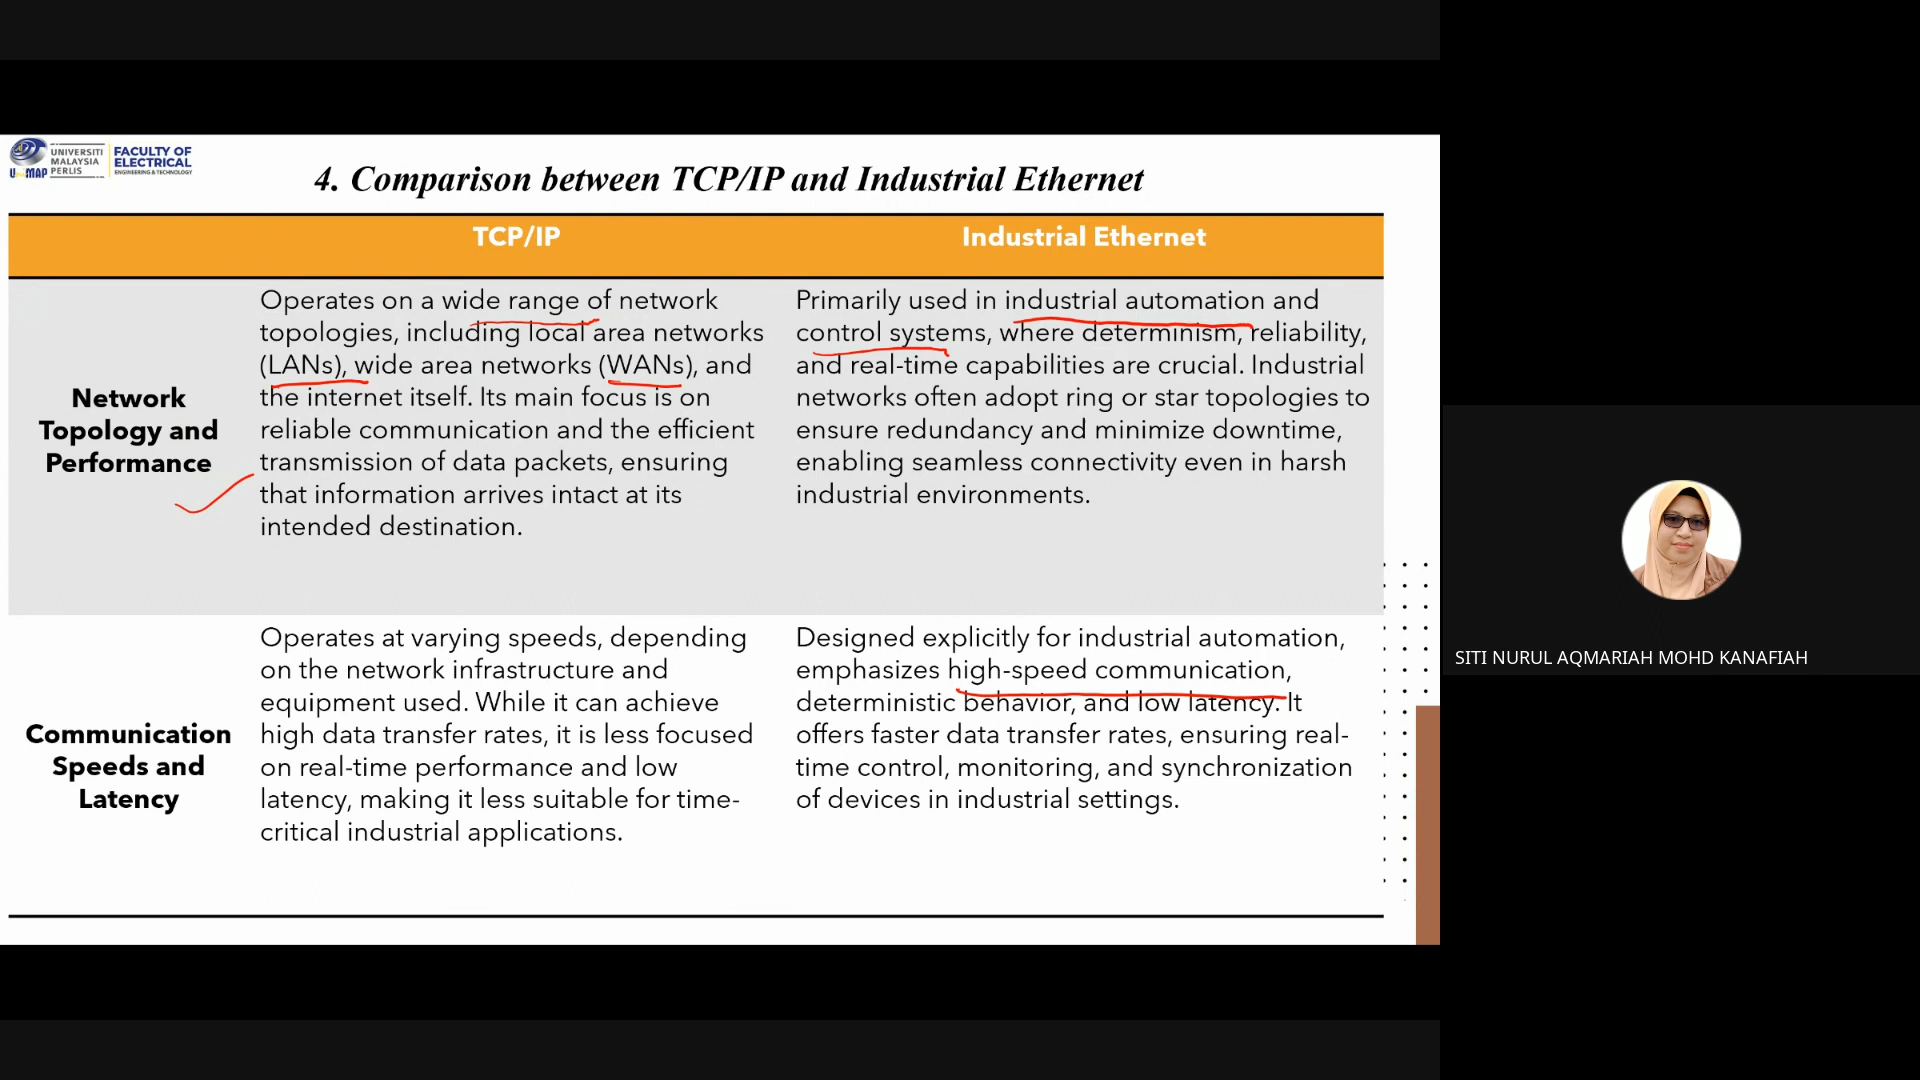 UNIVERSITI
MALAYSIA
PERLIS
UniMAP
FACULTY OF
ELECTRICAL
ENGINEERING & TECHNOLOGY
4. Comparison between TCP/IP and Industrial Ethernet
TCP/IP
Industrial Ethernet
Network
Topology and
Performance
Operates on a wide range of network
topologies, including local area networks
(LANs), wide area networks (WANs), and
the internet itself. Its main focus is on
reliable communication and the efficient
transmission of data packets, ensuring
that information arrives intact at its
intended destination.
Primarily used in industrial automation and
control systems, where determinism, reliability,
and real-time capabilities are crucial. Industrial
networks often adopt ring or star topologies to
ensure redundancy and minimize downtime,
enabling seamless connectivity even in harsh
industrial environments.
Communication
Speeds and
Latency
Operates at varying speeds, depending
on the network infrastructure and
equipment used. While it can achieve
high data transfer rates, it is less focused
on real-time performance and low
latency, making it less suitable for time-
critical industrial applications.
Designed explicitly for industrial automation,
emphasizes high-speed communication,
deterministic behavior, and low latency. It
offers faster data transfer rates, ensuring real-
time control, monitoring, and synchronization
of devices in industrial settings.
SITI NURUL AQMARIAH MOHD KANAFIAH